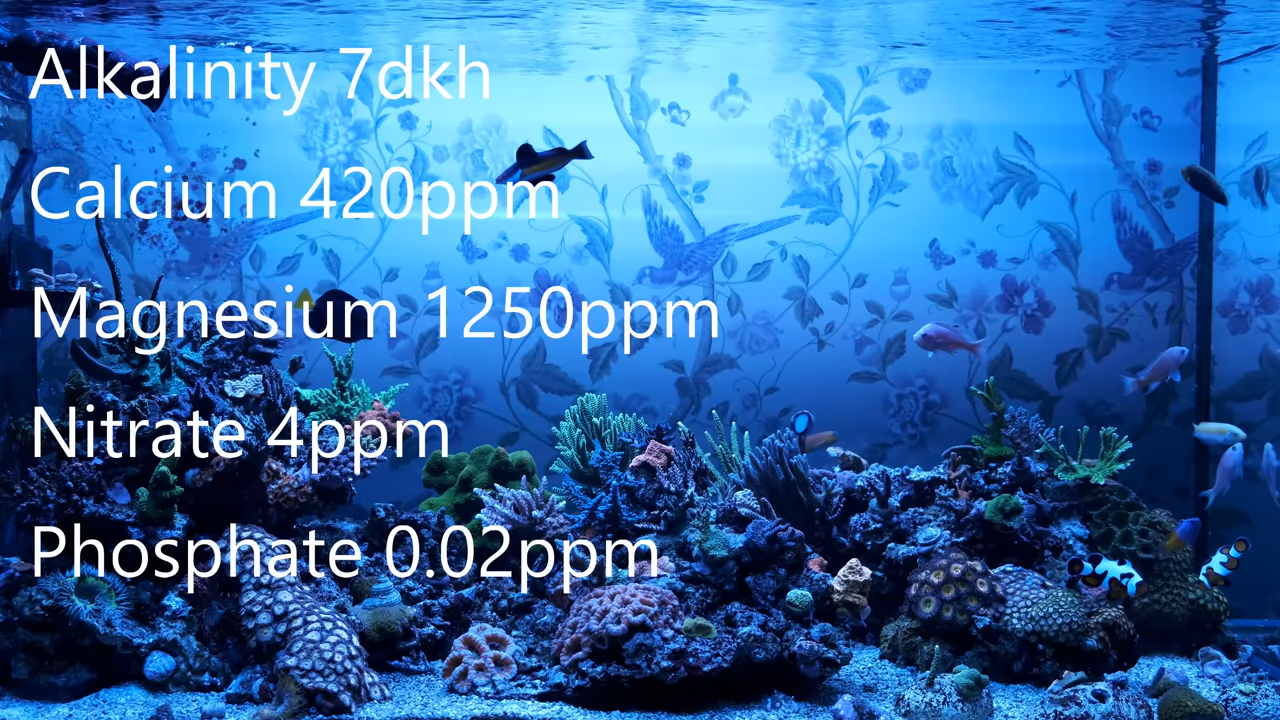 Alkalinity 7dkh
Calcium 420ppm
Magnesium 1250ppm
Nitrate 4ppm
Phosphate 0.02ppm